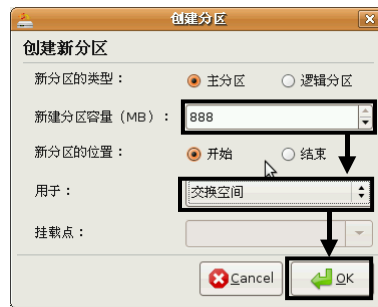 创建分区
创建新分区
新分区的类型： 主分区 逻辑分区
新建分区容量（MB）： 888
新分区的位置： 开始 结束
用于： 交换空间
挂载点：
Cancel OK